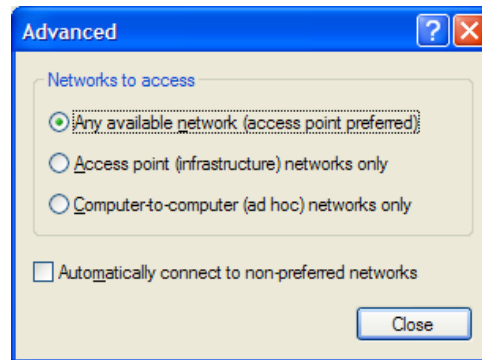 Advanced
Networks to access
Any available network (access point preferred)
Access point (infrastructure) networks only
Computer-to-computer (ad hoc) networks only
Automatically connect to non-preferred networks
Close